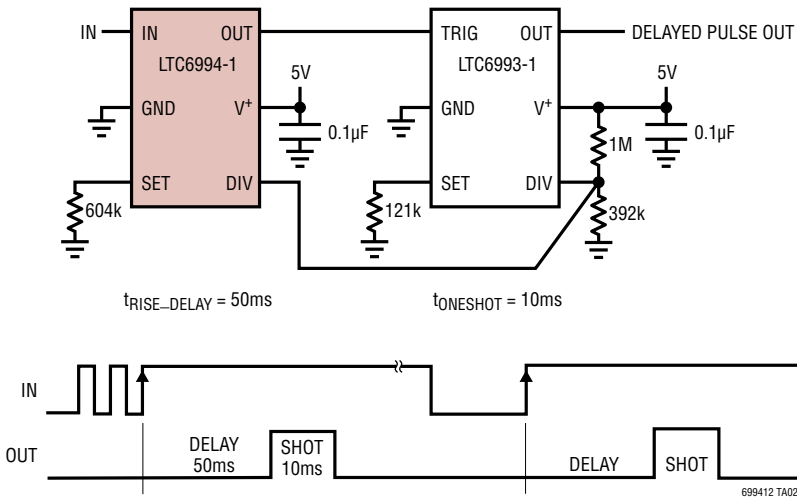 IN
IN OUT
LTC6994-1
GND V+
SET DIV
5V
0.1µF
604k
TRIG OUT
LTC6993-1
GND V+
SET DIV
DELAYED PULSE OUT
5V
0.1µF
1M
121k
392k
tRISE_DELAY = 50ms
tONESHOT = 10ms
IN
OUT
DELAY
50ms
SHOT
10ms
DELAY
SHOT
699412 TA02